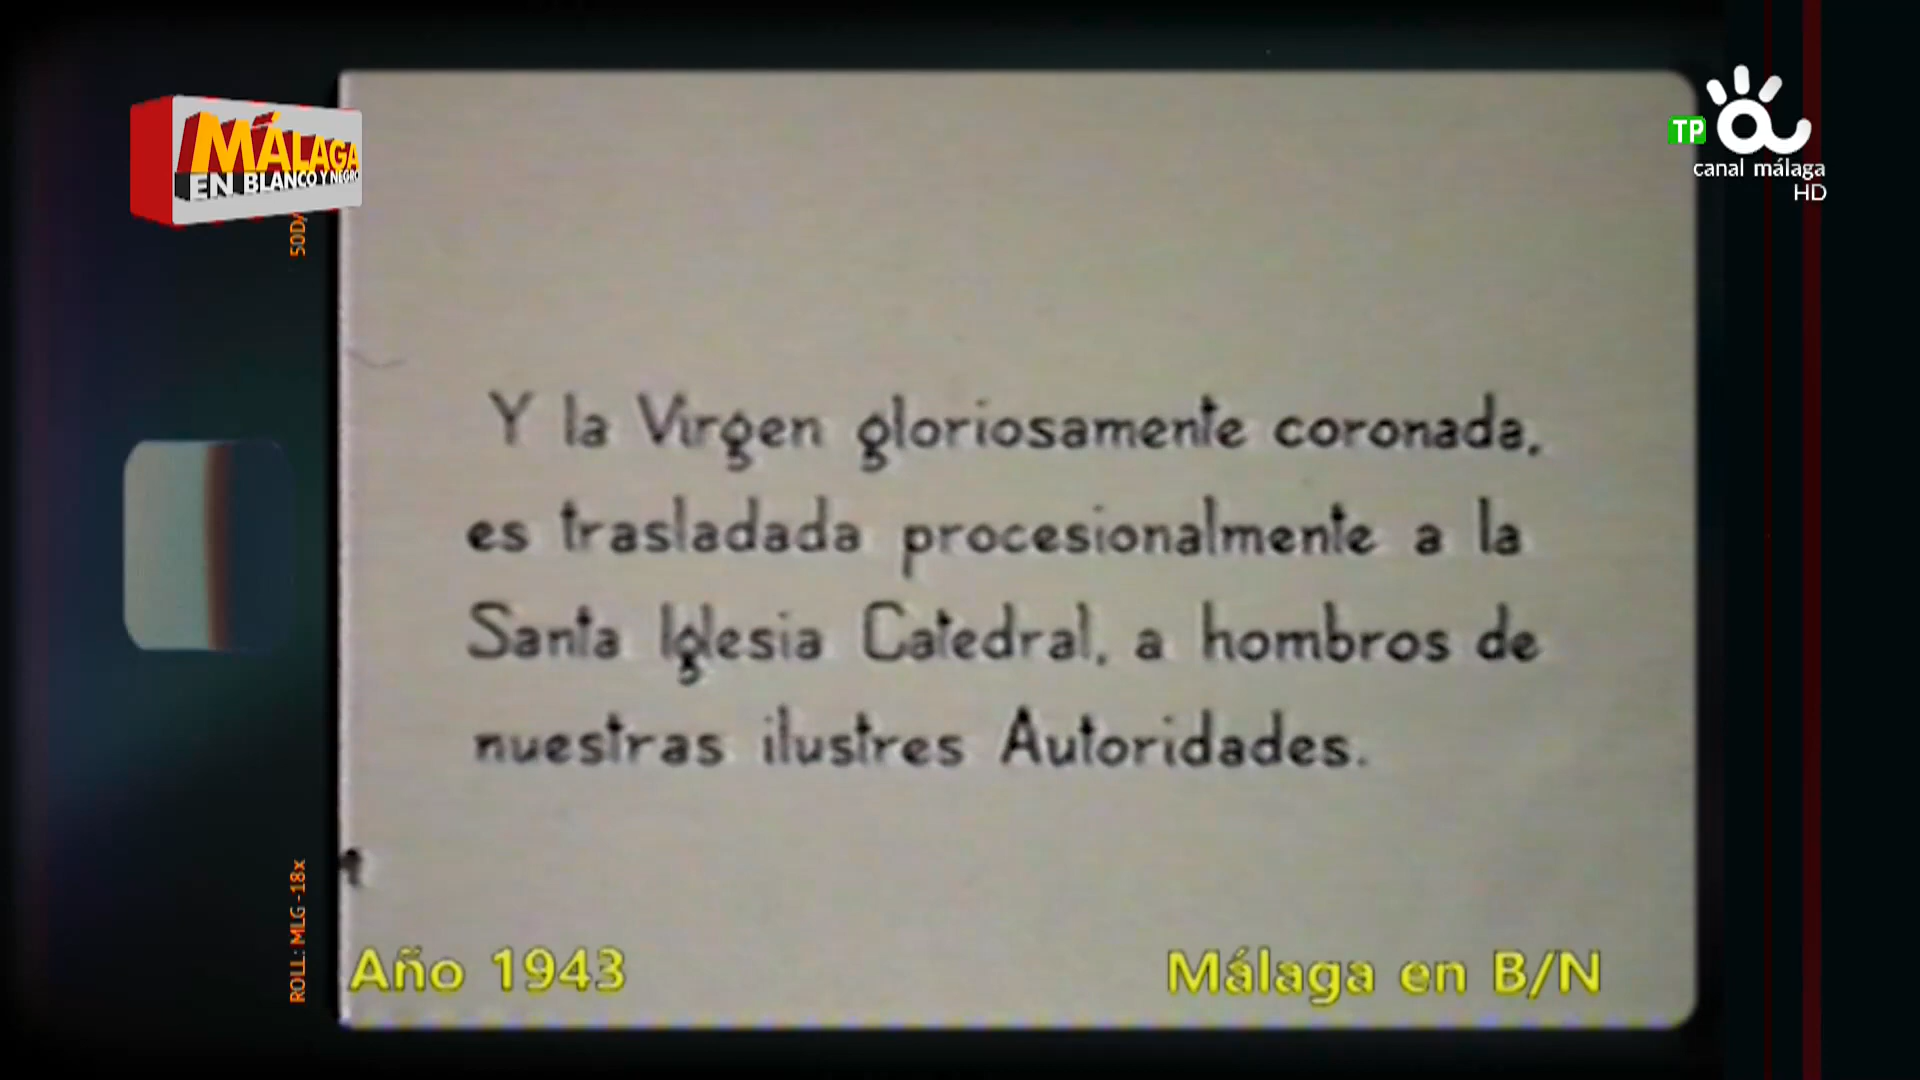 MÁLAGA
EN BLANCO Y NEGRO
TP
canal málaga
HD
50D/
Y la Virgen gloriosamente coronada,
es trasladada procesionalmente a la
Santa Iglesia Catedral, a hombros de
nuestras ilustres Autoridades.
ROLL: MLG-18x
Año 1943
Málaga en B/N